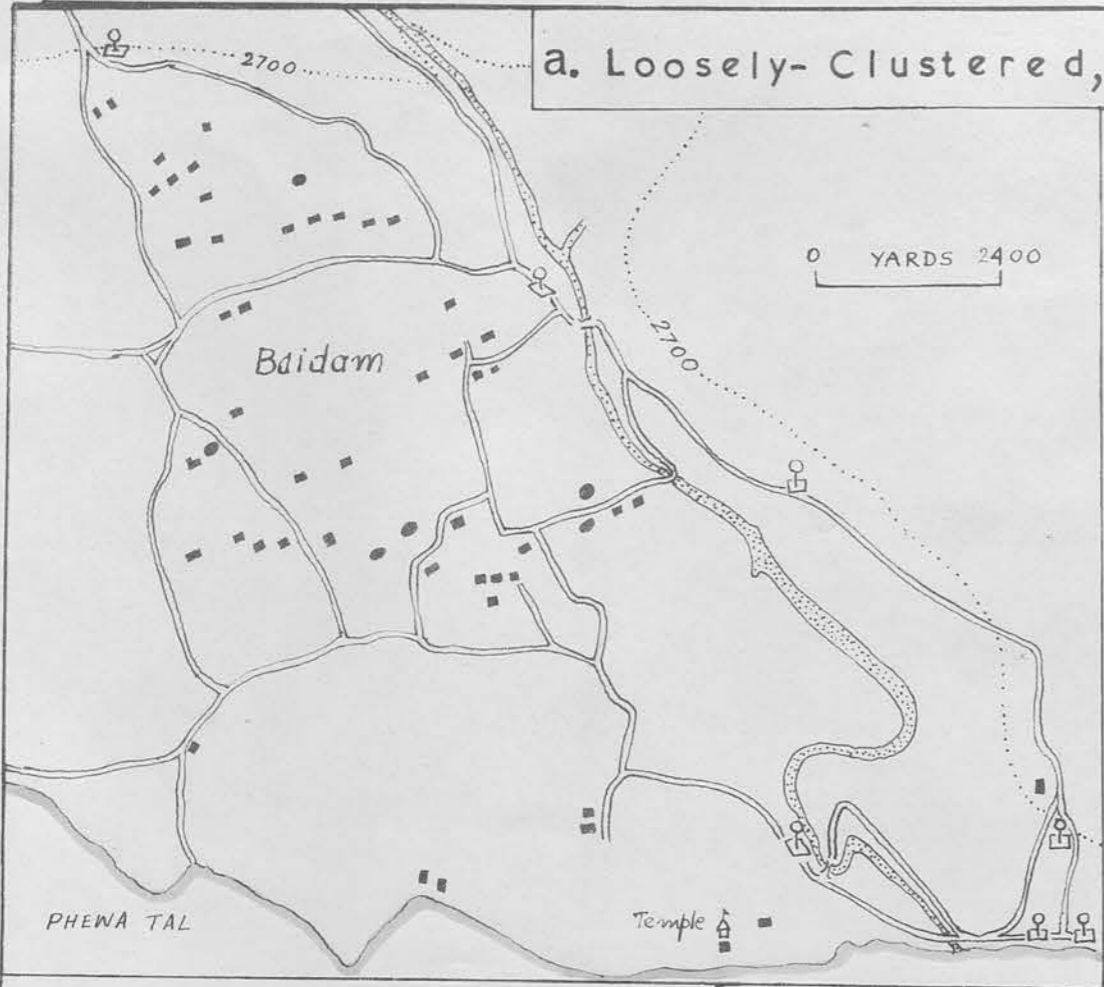 a. Loosely-Clustered,
2700
0 YARDS 2400
2700
Baidam
PHEWA TAL
Temple